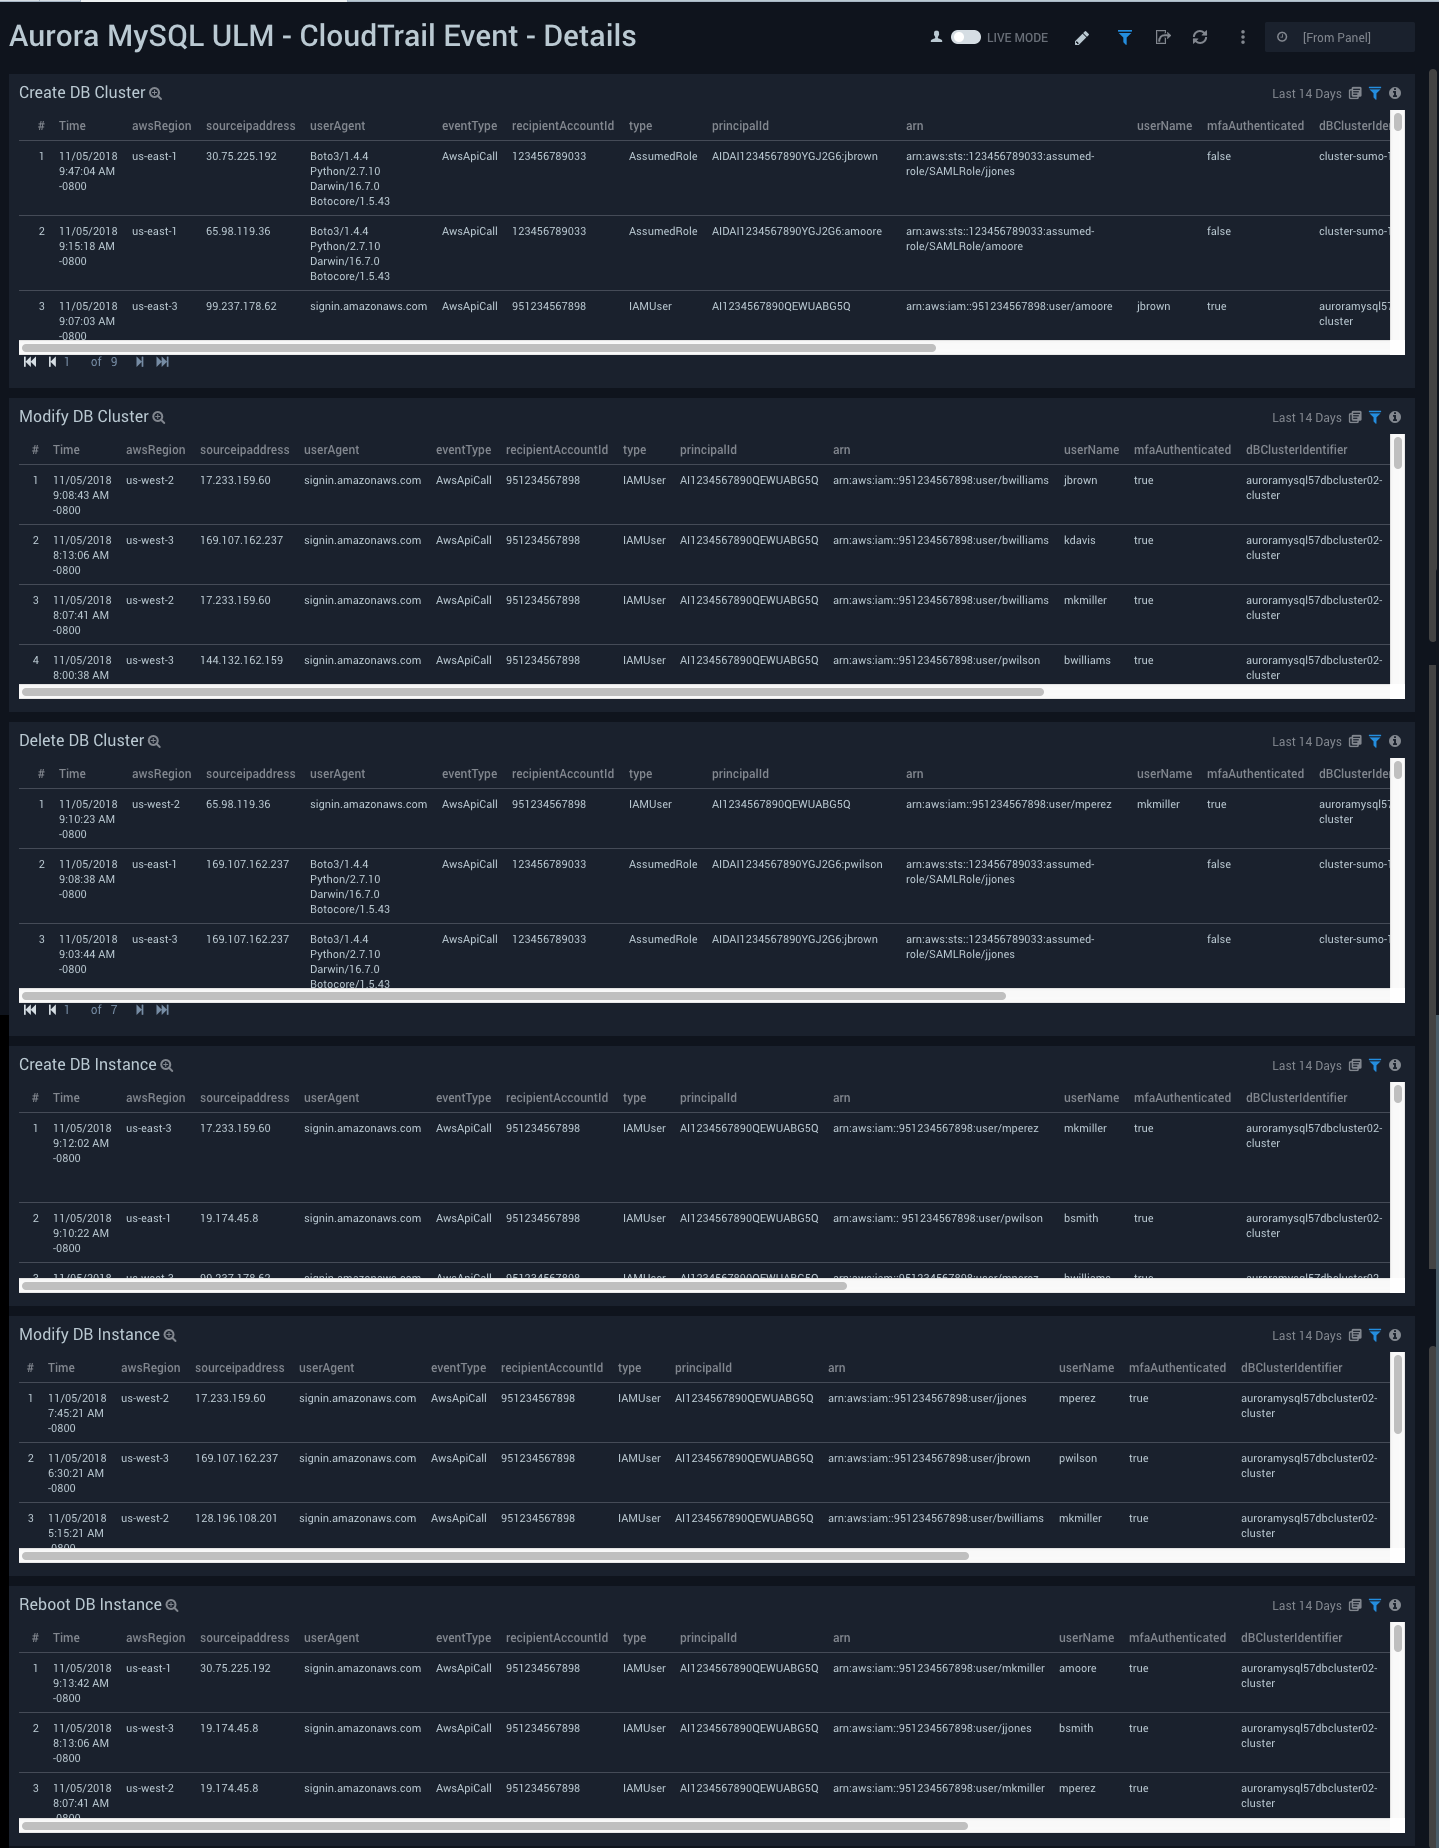 Aurora MySQL ULM - CloudTrail Event - Details
LIVE MODE
[From Panel]
Create DB Cluster
Last 14 Days
# Time awsRegion sourceipaddress userAgent eventType recipientAccountId type principalId arn userName mfaAuthenticated dBClusterIde
1 11/05/2018 us-east-1 30.75.225.192 Boto3/1.4.4 AwsApiCall 123456789033 AssumedRole AIDAI1234567890YGJ2G6:jbrown arn:aws:sts::123456789033:assumed- false cluster-sumo-1
9:47:04 AM Python/2.7.10 role/SAMLRole/jjones
-0800 Darwin/16.7.0
Botocore/1.5.43
2 11/05/2018 us-east-1 65.98.119.36 Boto3/1.4.4 AwsApiCall 123456789033 AssumedRole AIDAI1234567890YGJ2G6:amoore arn:aws:sts::123456789033:assumed- false cluster-sumo-1
9:15:18 AM Python/2.7.10 role/SAMLRole/amoore
-0800 Darwin/16.7.0
Botocore/1.5.43
3 11/05/2018 us-east-3 99.237.178.62 signin.amazonaws.com AwsApiCall 951234567898 IAMUser AI1234567890QEWUABG5Q arn:aws:iam::951234567898:user/amoore jbrown true auroramysql57
9:07:03 AM cluster
-0800
1 of 9
Modify DB Cluster
Last 14 Days
# Time awsRegion sourceipaddress userAgent eventType recipientAccountId type principalId arn userName mfaAuthenticated dBClusterIdentifier
1 11/05/2018 us-west-2 17.233.159.60 signin.amazonaws.com AwsApiCall 951234567898 IAMUser AI1234567890QEWUABG5Q arn:aws:iam::951234567898:user/bwilliams jbrown true auroramysql57dbcluster02-
9:08:43 AM cluster
-0800
2 11/05/2018 us-west-3 169.107.162.237 signin.amazonaws.com AwsApiCall 951234567898 IAMUser AI1234567890QEWUABG5Q arn:aws:iam::951234567898:user/bwilliams kdavis true auroramysql57dbcluster02-
8:13:06 AM cluster
-0800
3 11/05/2018 us-west-2 17.233.159.60 signin.amazonaws.com AwsApiCall 951234567898 IAMUser AI1234567890QEWUABG5Q arn:aws:iam::951234567898:user/bwilliams mkmiller true auroramysql57dbcluster02-
8:07:41 AM cluster
-0800
4 11/05/2018 us-west-3 144.132.162.159 signin.amazonaws.com AwsApiCall 951234567898 IAMUser AI1234567890QEWUABG5Q arn:aws:iam::951234567898:user/pwilson bwilliams true auroramysql57dbcluster02-
8:00:38 AM cluster
Delete DB Cluster
Last 14 Days
# Time awsRegion sourceipaddress userAgent eventType recipientAccountId type principalId arn userName mfaAuthenticated dBClusterIde
1 11/05/2018 us-west-2 65.98.119.36 signin.amazonaws.com AwsApiCall 951234567898 IAMUser AI1234567890QEWUABG5Q arn:aws:iam::951234567898:user/mperez mkmiller true auroramysql57
9:10:23 AM cluster
-0800
2 11/05/2018 us-east-1 169.107.162.237 Boto3/1.4.4 AwsApiCall 123456789033 AssumedRole AIDAI1234567890YGJ2G6:pwilson arn:aws:sts::123456789033:assumed- false cluster-sumo-1
9:08:38 AM Python/2.7.10 role/SAMLRole/jjones
-0800 Darwin/16.7.0
Botocore/1.5.43
3 11/05/2018 us-east-3 169.107.162.237 Boto3/1.4.4 AwsApiCall 123456789033 AssumedRole AIDAI1234567890YGJ2G6:jbrown arn:aws:sts::123456789033:assumed- false cluster-sumo-1
9:03:44 AM Python/2.7.10 role/SAMLRole/jjones
-0800 Darwin/16.7.0
Botocore/1.5.43
1 of 7
Create DB Instance
Last 14 Days
# Time awsRegion sourceipaddress userAgent eventType recipientAccountId type principalId arn userName mfaAuthenticated dBClusterIdentifier
1 11/05/2018 us-east-3 17.233.159.60 signin.amazonaws.com AwsApiCall 951234567898 IAMUser AI1234567890QEWUABG5Q arn:aws:iam::951234567898:user/mperez mkmiller true auroramysql57dbcluster02-
9:12:02 AM cluster
-0800
2 11/05/2018 us-east-1 19.174.45.8 signin.amazonaws.com AwsApiCall 951234567898 IAMUser AI1234567890QEWUABG5Q arn:aws:iam:: 951234567898:user/pwilson bsmith true auroramysql57dbcluster02-
9:10:22 AM cluster
-0800
3 11/05/2018 us-west-3 99.237.178.62 signin.amazonaws.com AwsApiCall 951234567898 IAMUser AI1234567890QEWUABG5Q arn:aws:iam::951234567898:user/mperez bwilliams true auroramysql57dbcluster02-
Modify DB Instance
Last 14 Days
# Time awsRegion sourceipaddress userAgent eventType recipientAccountId type principalId arn userName mfaAuthenticated dBClusterIdentifier
1 11/05/2018 us-west-2 17.233.159.60 signin.amazonaws.com AwsApiCall 951234567898 IAMUser AI1234567890QEWUABG5Q arn:aws:iam::951234567898:user/jjones mperez true auroramysql57dbcluster02-
7:45:21 AM cluster
-0800
2 11/05/2018 us-west-3 169.107.162.237 signin.amazonaws.com AwsApiCall 951234567898 IAMUser AI1234567890QEWUABG5Q arn:aws:iam::951234567898:user/jbrown pwilson true auroramysql57dbcluster02-
6:30:21 AM cluster
-0800
3 11/05/2018 us-west-2 128.196.108.201 signin.amazonaws.com AwsApiCall 951234567898 IAMUser AI1234567890QEWUABG5Q arn:aws:iam::951234567898:user/bwilliams mkmiller true auroramysql57dbcluster02-
5:15:21 AM cluster
-0800
Reboot DB Instance
Last 14 Days
# Time awsRegion sourceipaddress userAgent eventType recipientAccountId type principalId arn userName mfaAuthenticated dBClusterIdentifier
1 11/05/2018 us-east-1 30.75.225.192 signin.amazonaws.com AwsApiCall 951234567898 IAMUser AI1234567890QEWUABG5Q arn:aws:iam::951234567898:user/mkmiller amoore true auroramysql57dbcluster02-
9:13:42 AM cluster
-0800
2 11/05/2018 us-west-3 19.174.45.8 signin.amazonaws.com AwsApiCall 951234567898 IAMUser AI1234567890QEWUABG5Q arn:aws:iam::951234567898:user/jjones bsmith true auroramysql57dbcluster02-
8:13:06 AM cluster
-0800
3 11/05/2018 us-west-2 19.174.45.8 signin.amazonaws.com AwsApiCall 951234567898 IAMUser AI1234567890QEWUABG5Q arn:aws:iam::951234567898:user/mkmiller mperez true auroramysql57dbcluster02-
8:07:41 AM cluster
-0800